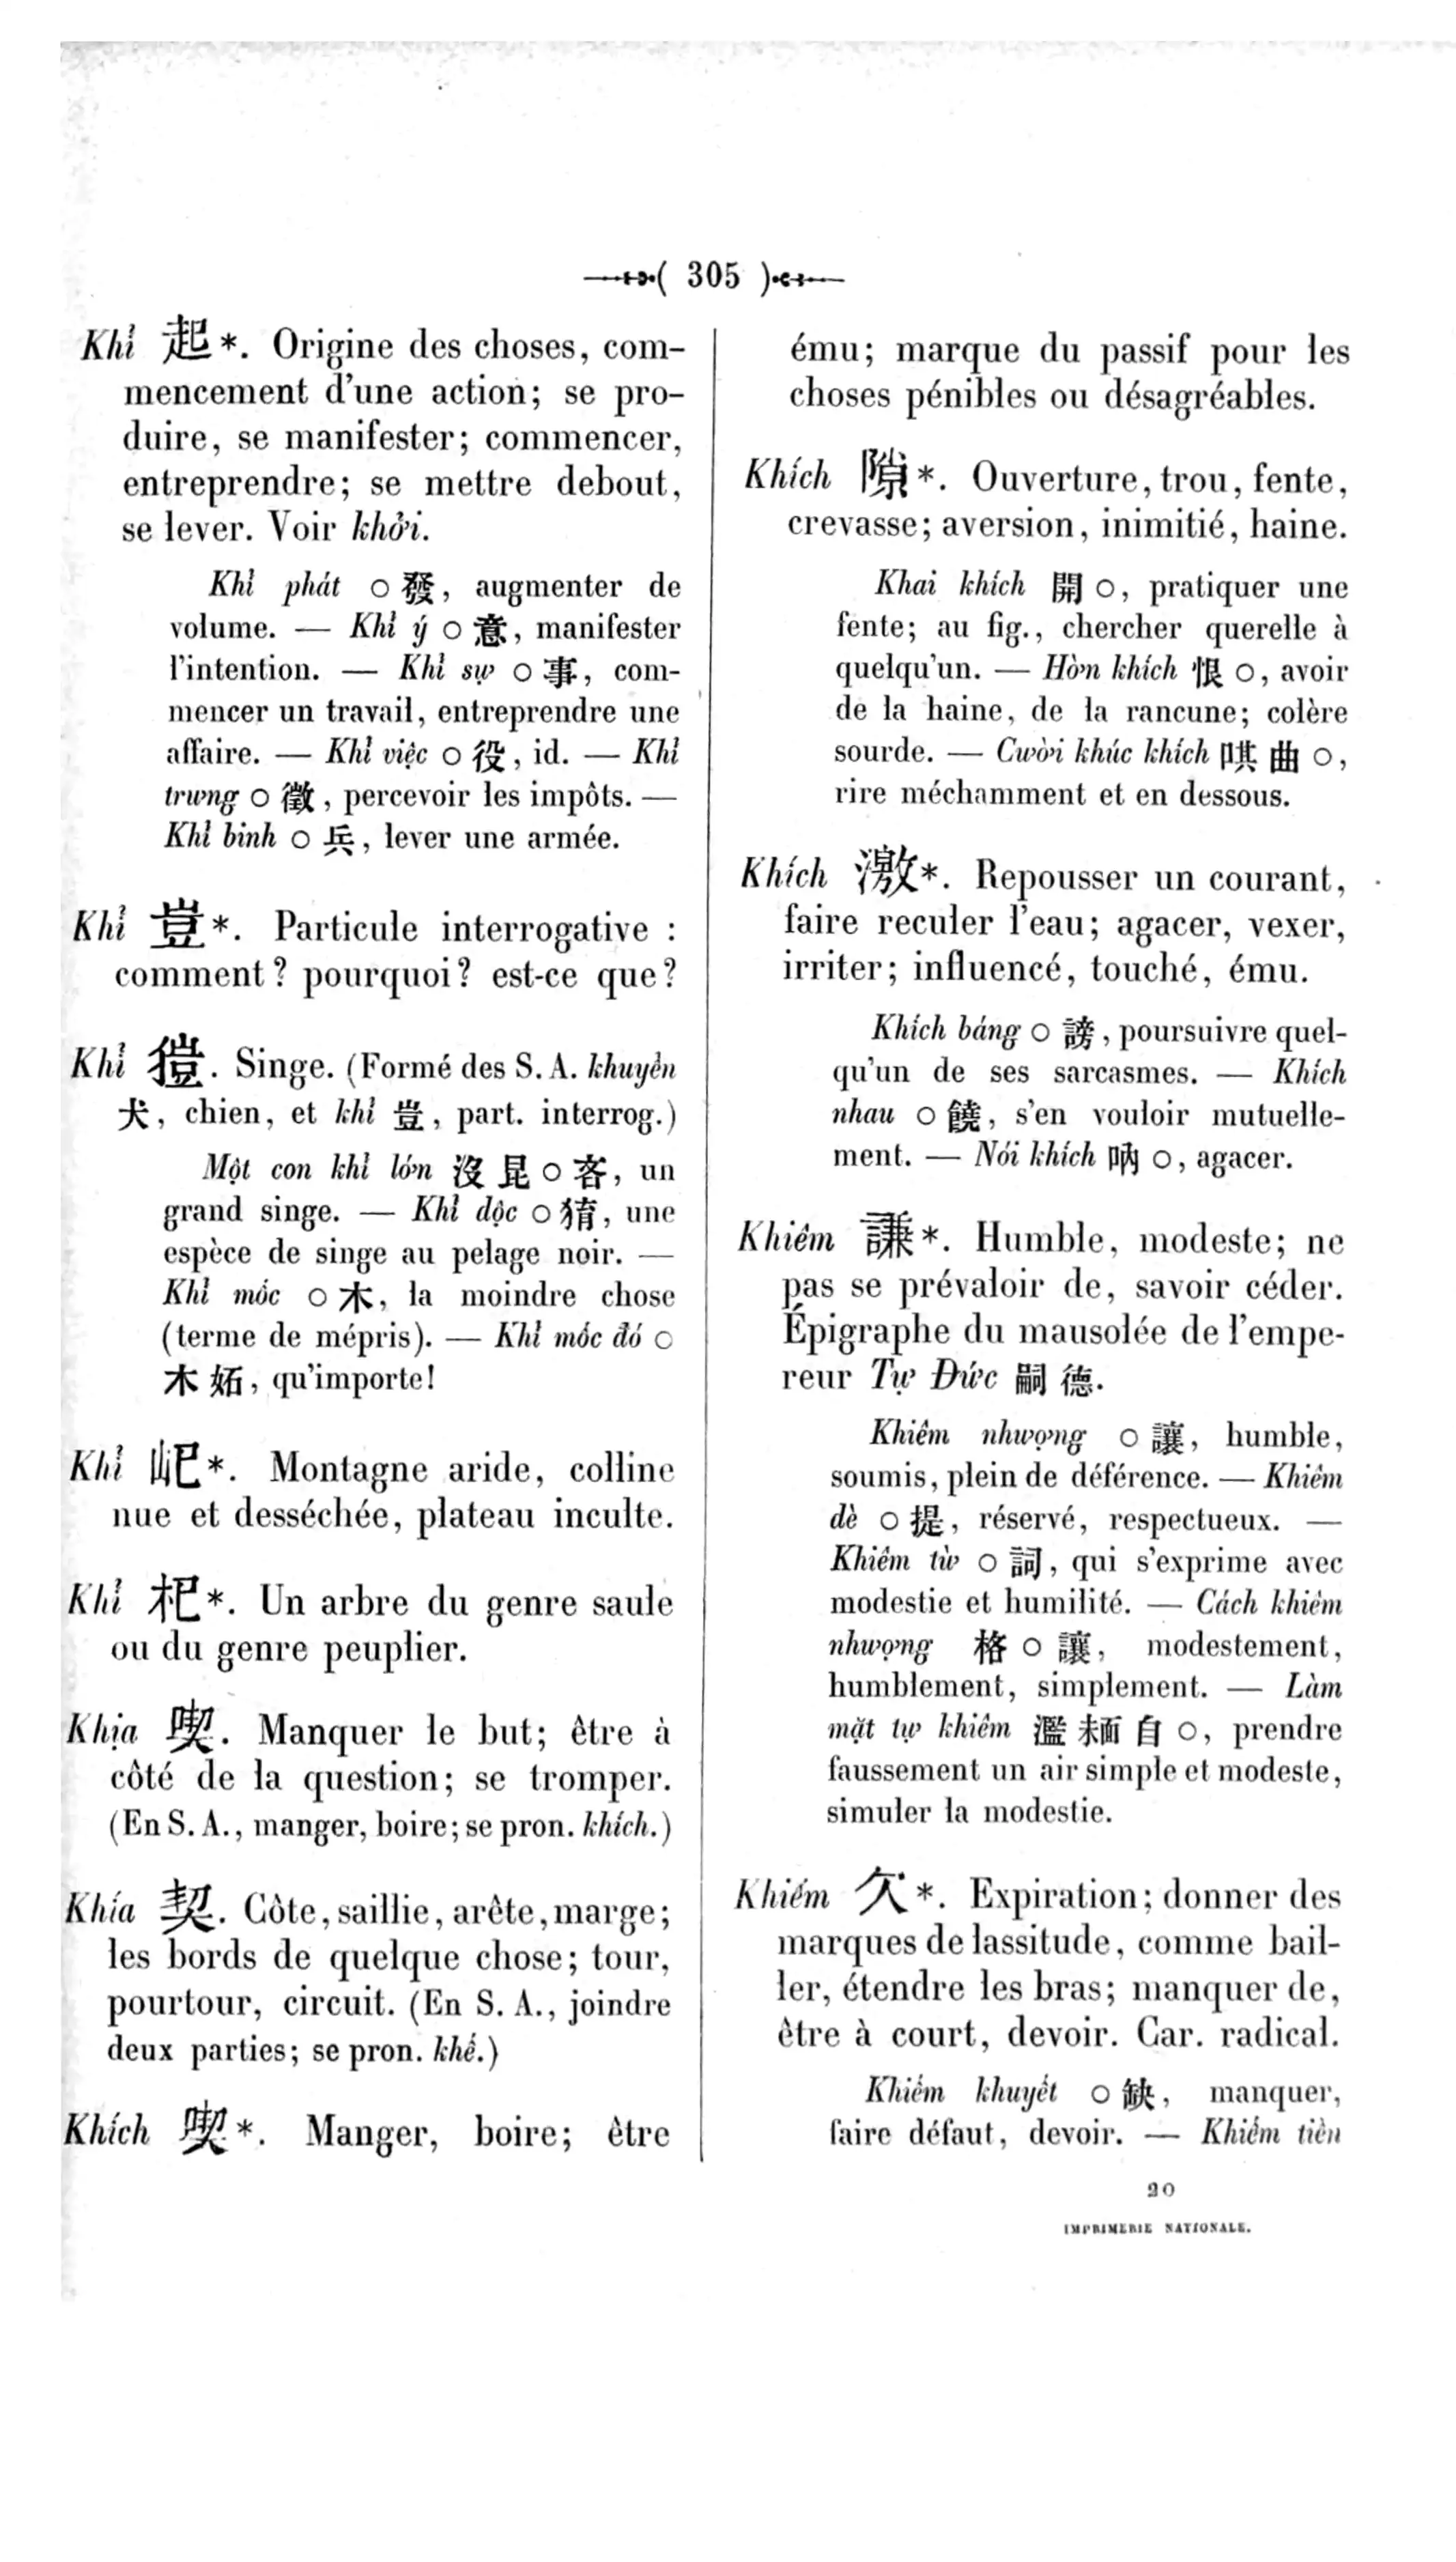 ( 305 )
Khỉ 起*. Origine des choses, com-
mencement d'une action; se pro-
duire, se manifester; commencer,
entreprendre; se mettre debout,
se lever. Voir khởi.
Khỉ phát ○ 發, augmenter de
volume. — Khỉ ý ○ 意, manifester
l'intention. — Khỉ sự ○ 事, com-
mencer un travail, entreprendre une
affaire. — Khỉ việc ○ 役, id. — Khỉ
trưng ○ 徵, percevoir les impôts. —
Khỉ binh ○ 兵, lever une armée.
Khỉ 豈*. Particule interrogative :
comment? pourquoi? est-ce que?
Khỉ 𤠲. Singe. (Formé des S. A. khuyển
犬, chien, et khỉ 豈, part. interrog.)
Một con khỉ lớn 沒 昆 ○ 吝, un
grand singe. — Khỉ dộc ○, une
espèce de singe au pelage noir. —
Khỉ mốc ○ 木, la moindre chose
(terme de mépris). — Khỉ mốc đó ○
木 妬, qu'importe!
Khỉ 屺*. Montagne aride, colline
nue et desséchée, plateau inculte.
Khỉ 杞*. Un arbre du genre saule
ou du genre peuplier.
Khịa 喫. Manquer le but; être à
côté de la question; se tromper.
(En S. A., manger, boire; se pron. khích.)
Khía 契. Côte, saillie, arête, marge;
les bords de quelque chose; tour,
pourtour, circuit. (En S. A., joindre
deux parties; se pron. khế.)
Khích 喫*. Manger, boire; être
ému; marque du passif pour les
choses pénibles ou désagréables.
Khích 隙*. Ouverture, trou, fente,
crevasse; aversion, inimitié, haine.
Khai khích 開 ○, pratiquer une
fente; au fig., chercher querelle à
quelqu'un. — Hờn khích 恨 ○, avoir
de la haine, de la rancune; colère
sourde. — Cười khúc khích 唭 曲 ○,
rire méchamment et en dessous.
Khích 激*. Repousser un courant,
faire reculer l'eau; agacer, vexer,
irriter; influencé, touché, ému.
Khích báng ○ 謗, poursuivre quel-
qu'un de ses sarcasmes. — Khích
nhau ○ 饒, s'en vouloir mutuelle-
ment. — Nói khích 吶 ○, agacer.
Khiêm 謙*. Humble, modeste; ne
pas se prévaloir de, savoir céder.
Épigraphe du mausolée de l'empe-
reur Tự Đức 嗣 德.
Khiêm nhượng ○ 讓, humble,
soumis, plein de déférence. — Khiêm
dè ○ 提, réservé, respectueux. —
Khiêm từ ○ 詞, qui s'exprime avec
modestie et humilité. — Cách khiêm
nhượng 格 ○ 讓, modestement,
humblement, simplement. — Làm
mặt tự khiêm 濫 𩈘 自 ○, prendre
faussement un air simple et modeste,
simuler la modestie.
Khiếm 欠*. Expiration; donner des
marques de lassitude, comme bail-
ler, étendre les bras; manquer de,
être à court, devoir. Car. radical.
Khiếm khuyết ○ 缺, manquer,
faire défaut, devoir. — Khiếm tiền
20
IMPRIMERIE NATIONALE.